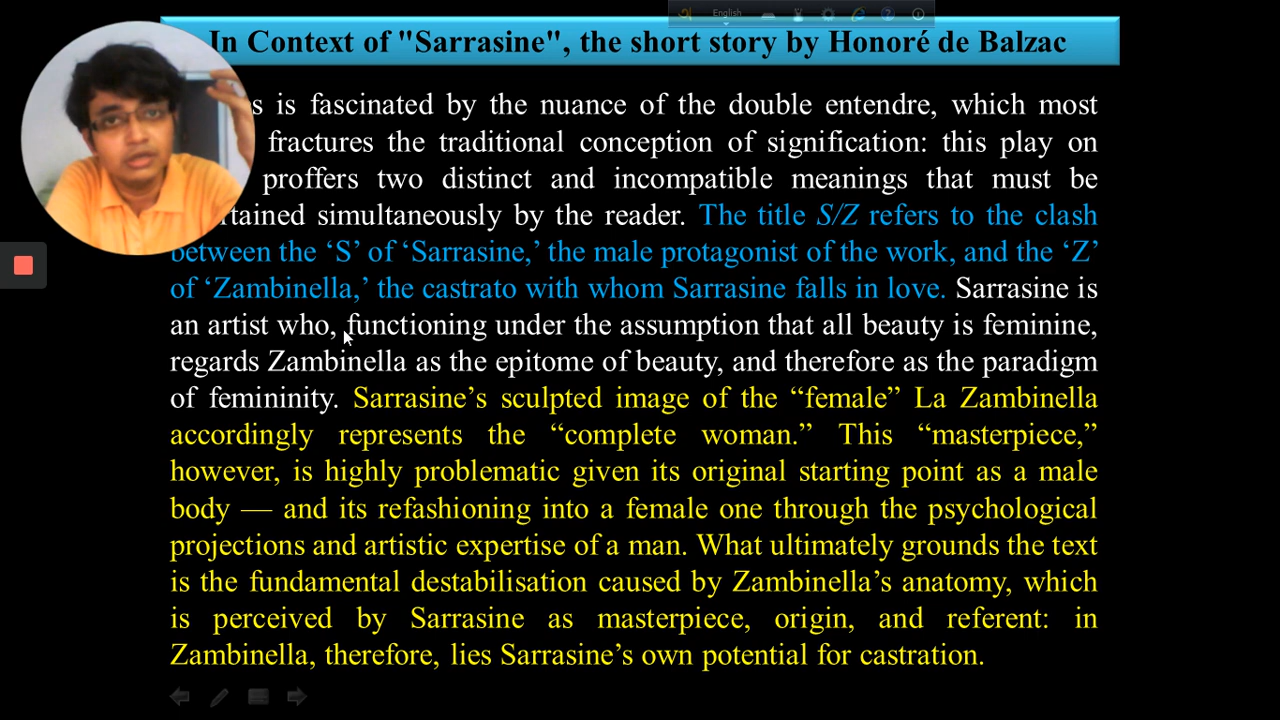 English
In Context of "Sarrasine", the short story by Honoré de Balzac
is fascinated by the nuance of the double entendre, which most
fractures the traditional conception of signification: this play on
proffers two distinct and incompatible meanings that must be
simultaneously by the reader. The title S/Z refers to the clash
between the ‘S’ of ‘Sarrasine,’ the male protagonist of the work, and the ‘Z’
of ‘Zambinella,’ the castrato with whom Sarrasine falls in love. Sarrasine is
an artist who, functioning under the assumption that all beauty is feminine,
regards Zambinella as the epitome of beauty, and therefore as the paradigm
of femininity. Sarrasine’s sculpted image of the “female” La Zambinella
accordingly represents the “complete woman.” This “masterpiece,”
however, is highly problematic given its original starting point as a male
body — and its refashioning into a female one through the psychological
projections and artistic expertise of a man. What ultimately grounds the text
is the fundamental destabilisation caused by Zambinella’s anatomy, which
is perceived by Sarrasine as masterpiece, origin, and referent: in
Zambinella, therefore, lies Sarrasine’s own potential for castration.